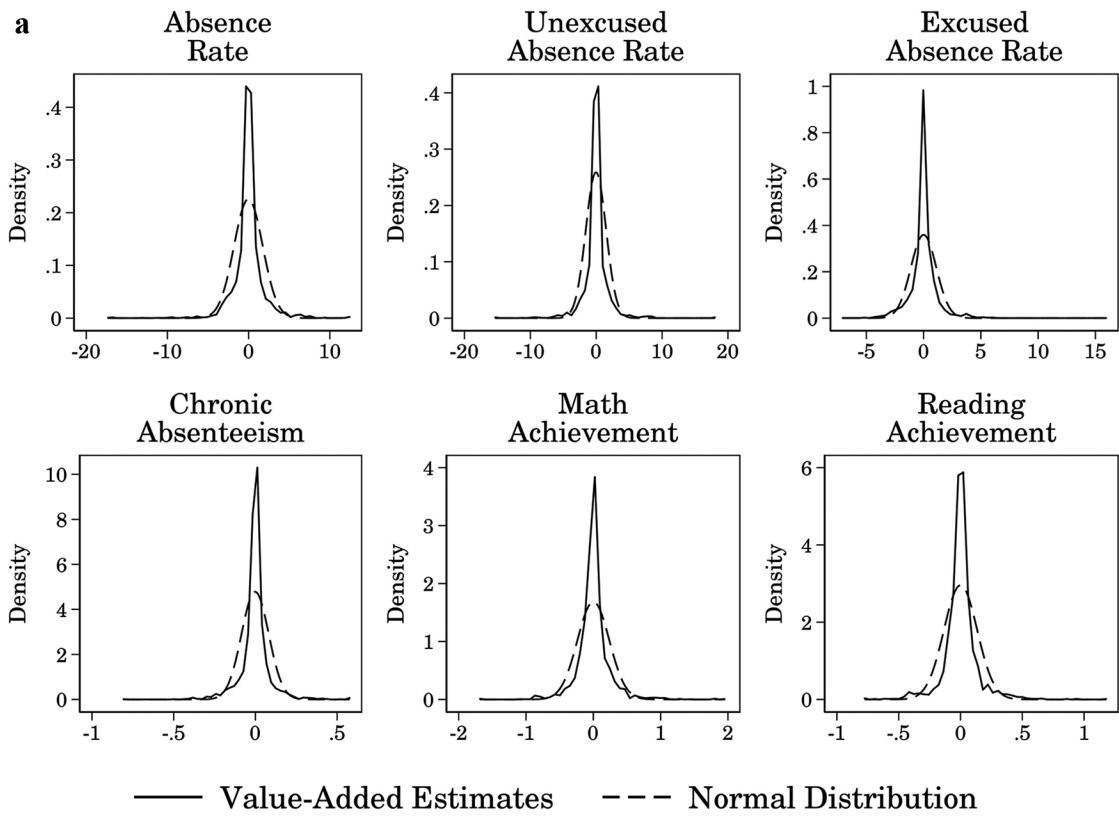 a
Absence
Rate
Unexcused
Absence Rate
Excused
Absence Rate
Density
.4
.3
.2
.1
0
-20 -10 0 10
Density
.4
.3
.2
.1
0
-20 -10 0 10 20
Density
1
.8
.6
.4
.2
0
-5 0 5 10 15
Chronic
Absenteeism
Math
Achievement
Reading
Achievement
Density
10
8
6
4
2
0
-1 -.5 0 .5
Density
4
3
2
1
0
-2 -1 0 1 2
Density
6
4
2
0
-1 -.5 0 .5 1
Value-Added Estimates Normal Distribution